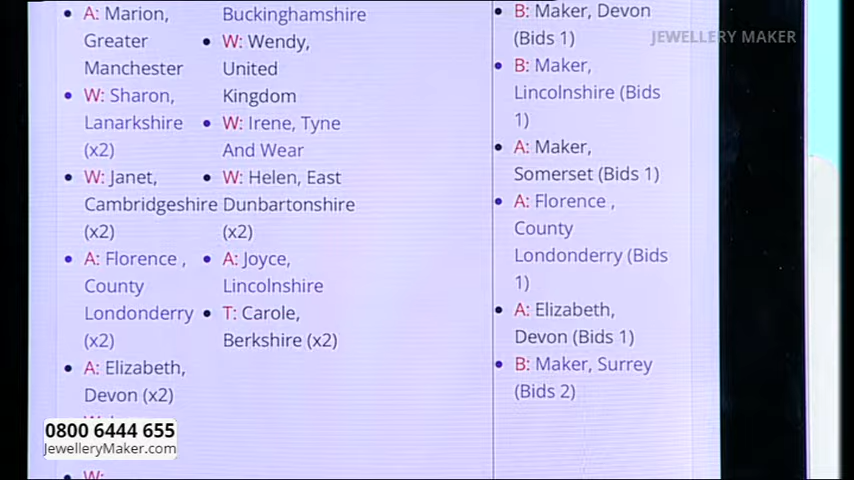 A: Marion,
Greater
Manchester
W: Sharon,
Lanarkshire
(x2)
W: Janet,
Cambridgeshire
(x2)
A: Florence ,
County
Londonderry
(x2)
A: Elizabeth,
Devon (x2)
W:
Buckinghamshire
W: Wendy,
United
Kingdom
W: Irene, Tyne
And Wear
W: Helen, East
Dunbartonshire
(x2)
A: Joyce,
Lincolnshire
T: Carole,
Berkshire (x2)
B: Maker, Devon
(Bids 1)
B: Maker,
Lincolnshire (Bids
1)
A: Maker,
Somerset (Bids 1)
A: Florence ,
County
Londonderry (Bids
1)
A: Elizabeth,
Devon (Bids 1)
B: Maker, Surrey
(Bids 2)
JEWELLERY MAKER
0800 6444 655
JewelleryMaker.com